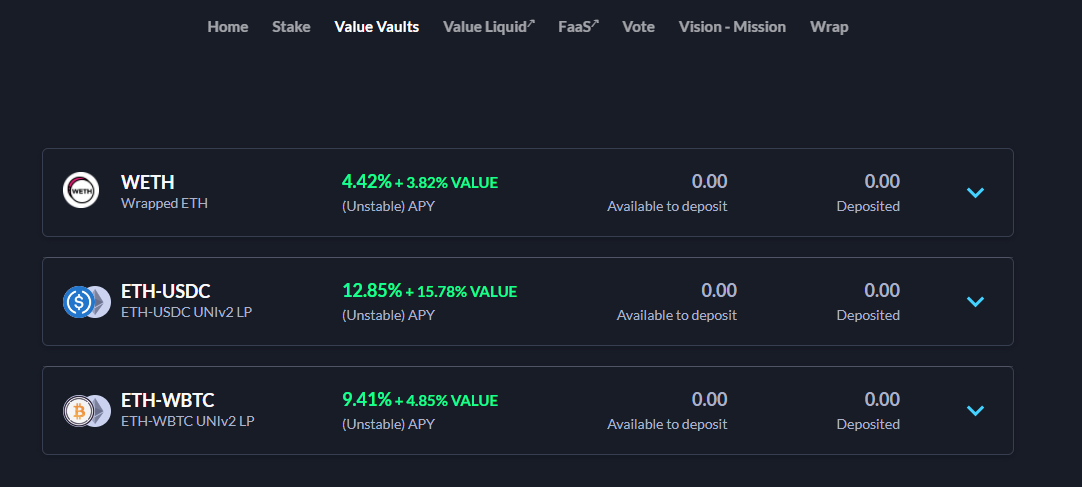 Home Stake Value Vaults Value Liquid↗ FaaS↗ Vote Vision - Mission Wrap
WETH
WETH 4.42% + 3.82% VALUE 0.00 0.00
Wrapped ETH (Unstable) APY Available to deposit Deposited
ETH-USDC 12.85% + 15.78% VALUE 0.00 0.00
ETH-USDC UNIv2 LP (Unstable) APY Available to deposit Deposited
ETH-WBTC 9.41% + 4.85% VALUE 0.00 0.00
ETH-WBTC UNIv2 LP (Unstable) APY Available to deposit Deposited